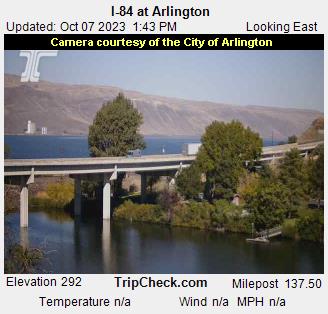 I-84 at Arlington
Updated: Oct 07 2023 1:43 PM Looking East
Camera courtesy of the City of Arlington
Elevation 292 TripCheck.com Milepost 137.50
Temperature n/a Wind n/a MPH n/a